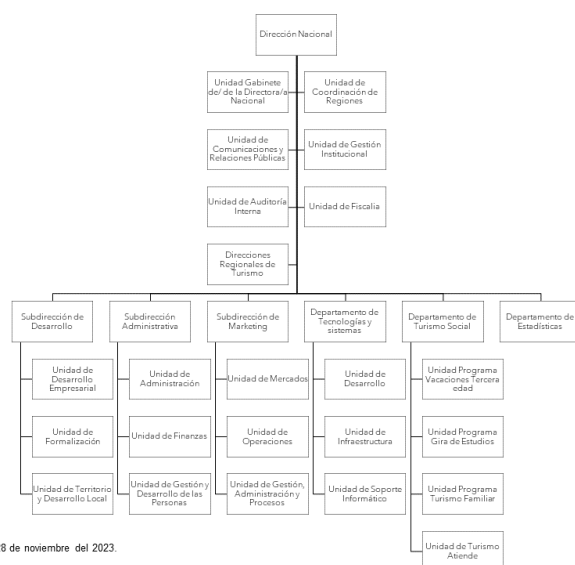 Dirección Nacional
Unidad Gabinete
de/ de la Directora/a
Nacional
Unidad de
Coordinación de
Regiones
Unidad de
Comunicaciones y
Relaciones Públicas
Unidad de Gestión
Institucional
Unidad de Auditoría
Interna
Unidad de Fiscalia
Direcciones
Regionales de
Turismo
Subdirección de
Desarrollo
Subdirección
Administrativa
Subdirección de
Marketing
Departamento de
Tecnologías y
sistemas
Departamento de
Turismo Social
Departamento de
Estadísticas
Unidad de
Desarrollo
Empresarial
Unidad de
Formalización
Unidad de Territorio
y Desarrollo Local
Unidad de
Administración
Unidad de Finanzas
Unidad de Gestión y
Desarrollo de las
Personas
Unidad de Mercados
Unidad de
Operaciones
Unidad de Gestión,
Administración y
Procesos
Unidad de
Desarrollo
Unidad de
Infraestructura
Unidad de Soporte
Informático
Unidad Programa
Vacaciones Tercera
edad
Unidad Programa
Gira de Estudios
Unidad Programa
Turismo Familiar
Unidad de Turismo
Atiende
8 de noviembre del 2023.